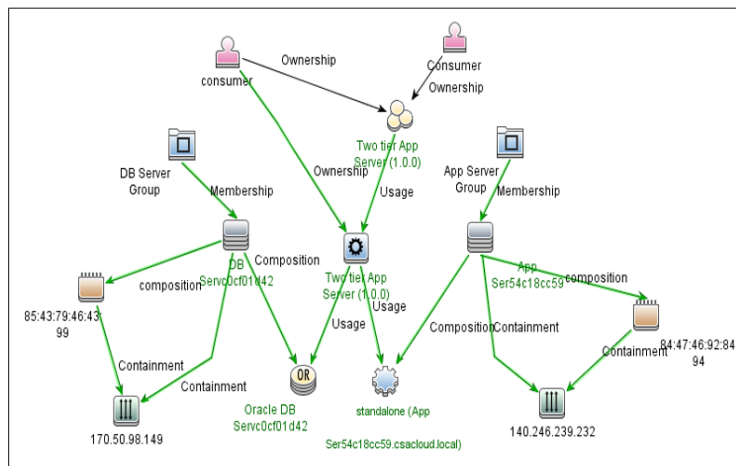 Ownership
consumer
Consumer
Ownership
Two tier App
Server (1.0.0)
DB Server
Group
Membership
Ownership
Usage
App Server
Group
Membership
DB
Servc0cf01d42
composition
Composition
Two tier App
Server (1.0.0)
App
Ser54c18cc59
composition
85:43:79:46:43:
99
Usage
Usage
Composition
Containment
84:47:46:92:84
94
Containment
Containment
Containment
OR
170.50.98.149
Oracle DB
Servc0cf01d42
standalone (App
Ser54c18cc59.csacloud.local)
140.246.239.232